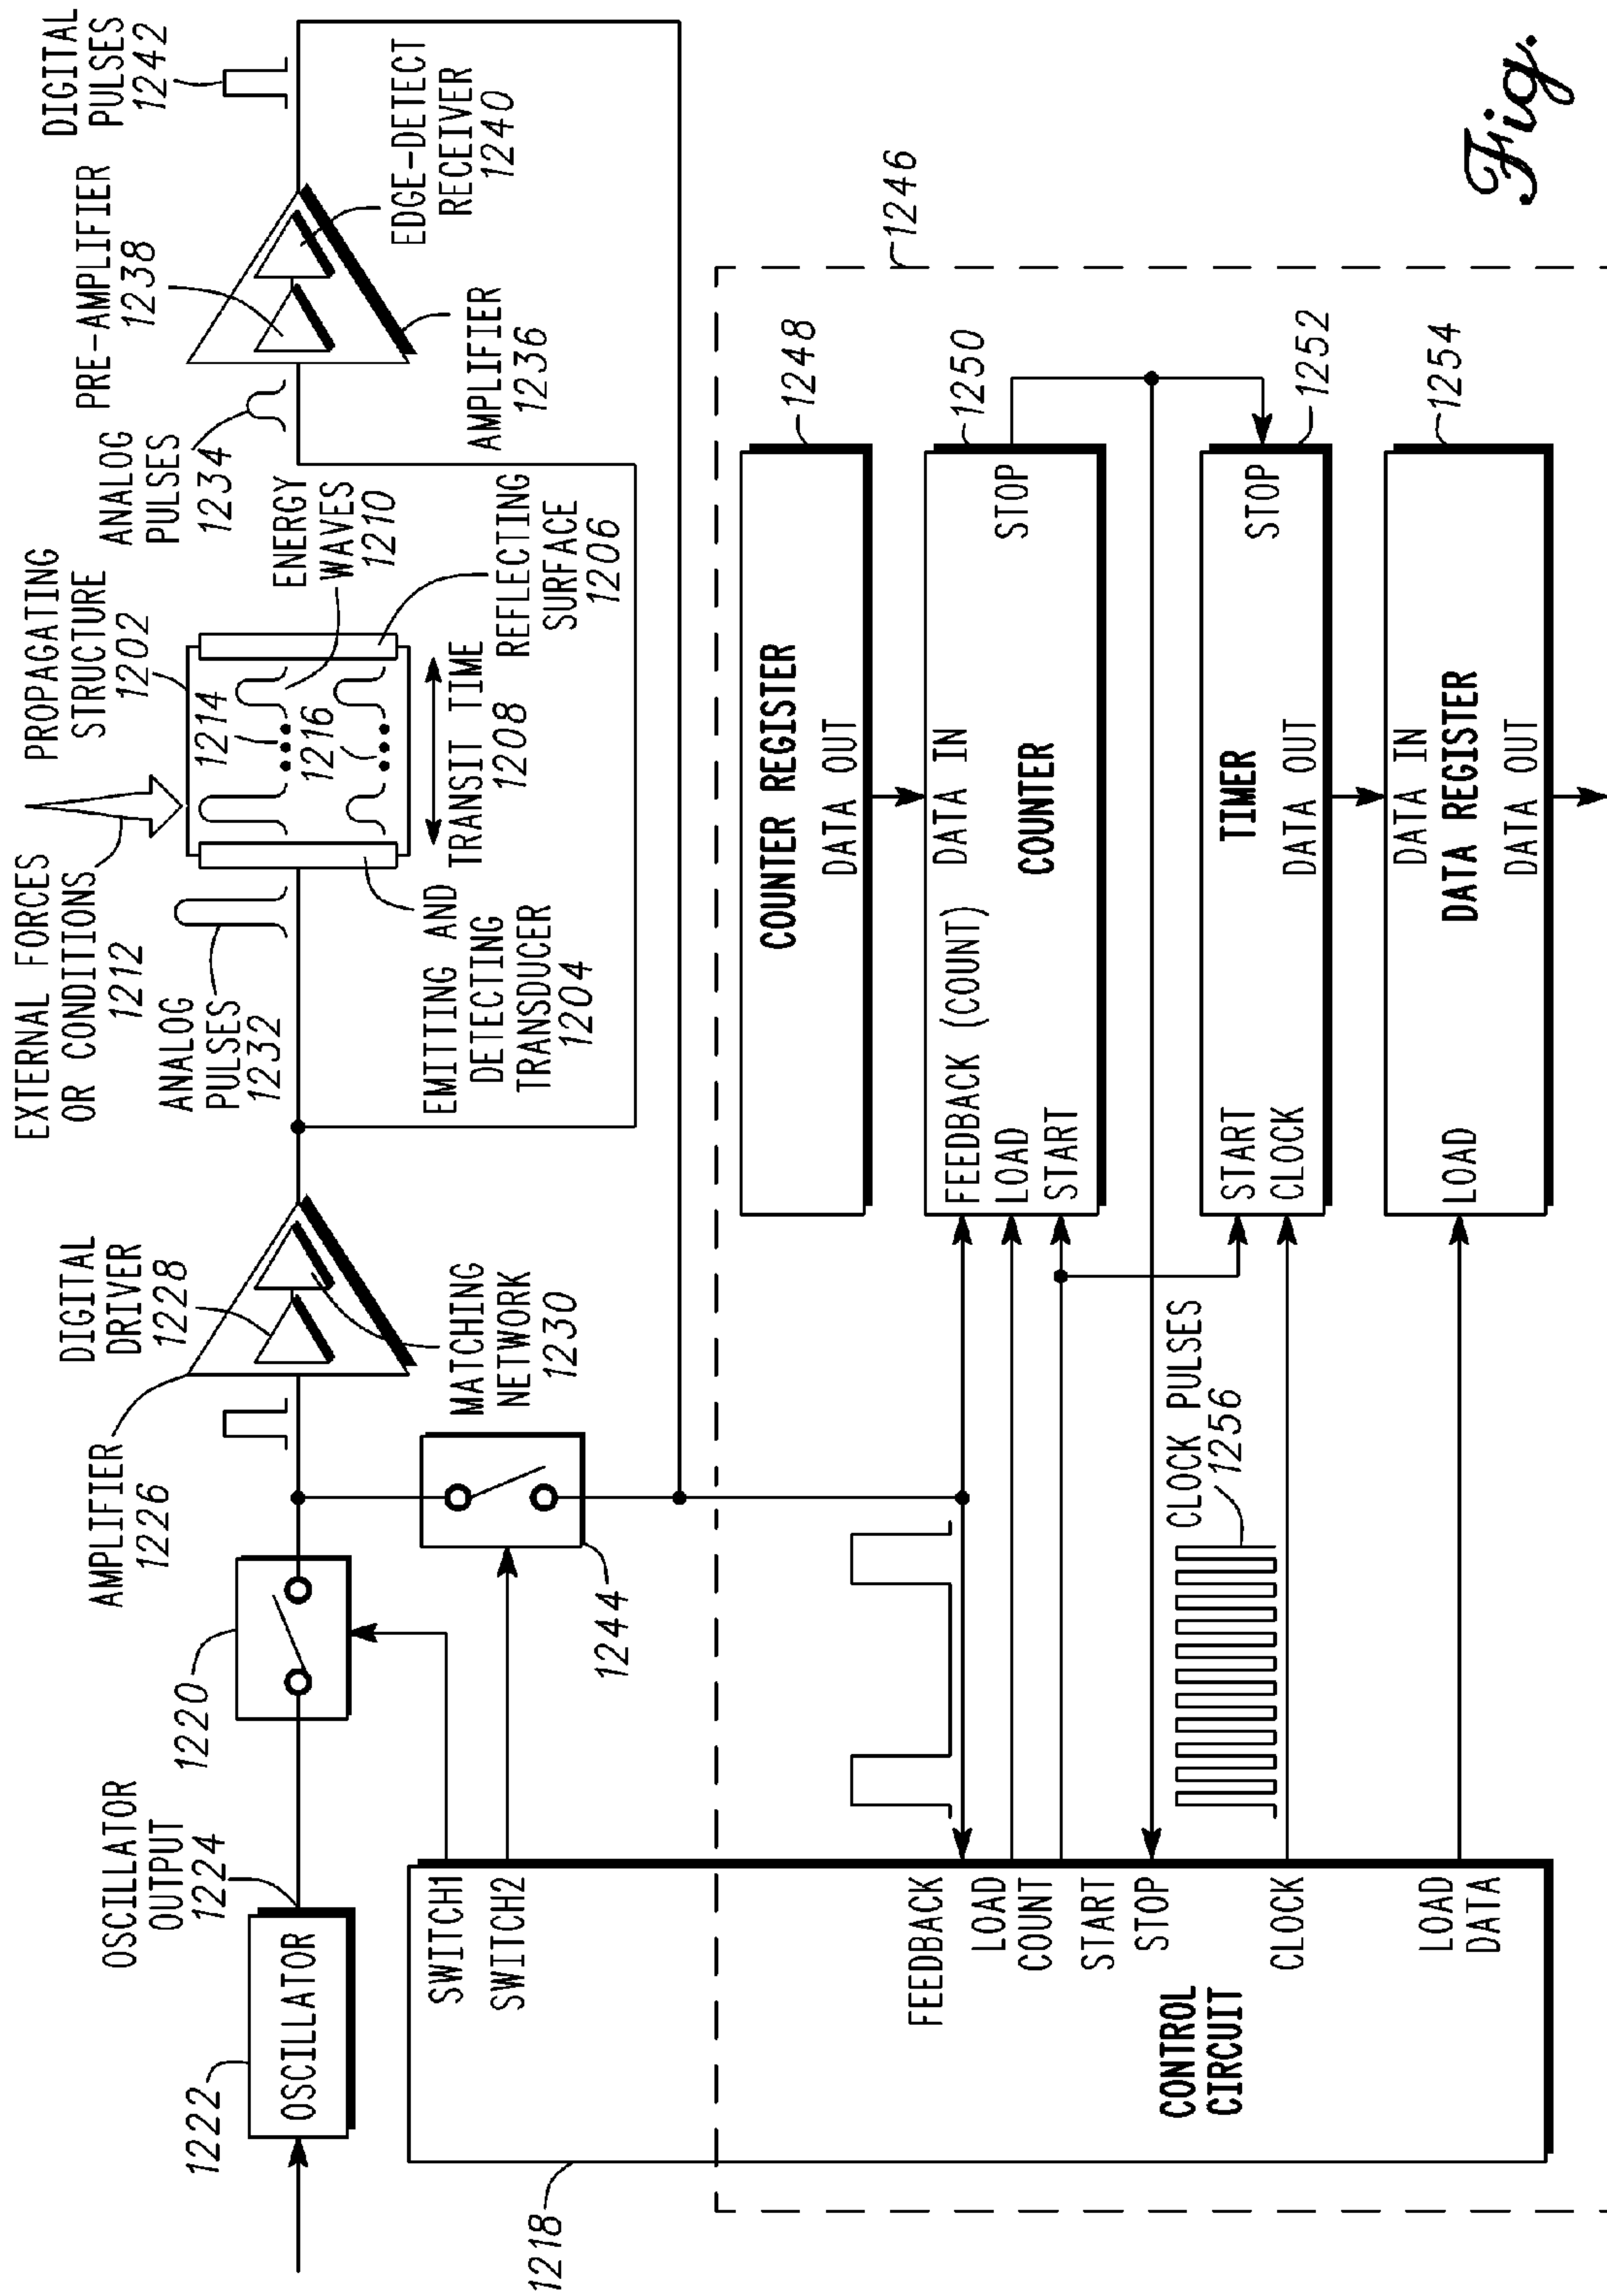 OSCILLATOR
OUTPUT
1224
1222
OSCILLATOR
1220
AMPLIFIER
1226
DIGITAL
DRIVER
1228
MATCHING
NETWORK
1230
1244
EXTERNAL FORCES
OR CONDITIONS
1212
ANALOG
PULSES
1232
EMITTING AND
DETECTING
TRANSDUCER
1204
PROPAGATING
STRUCTURE
1202
1214
1216
TRANSIT TIME
1208
ENERGY
WAVES
1210
REFLECTING
SURFACE
1206
ANALOG
PULSES
1234
PRE-AMPLIFIER
1238
AMPLIFIER
1236
EDGE-DETECT
RECEIVER
1240
DIGITAL
PULSES
1242
1218
SWITCH1
SWITCH2
FEEDBACK
LOAD
COUNT
START
STOP
CLOCK
LOAD
DATA
CONTROL
CIRCUIT
CLOCK PULSES
1256
1246
COUNTER REGISTER
DATA OUT
1248
FEEDBACK (COUNT)
DATA IN
LOAD
START
COUNTER
STOP
1250
START
CLOCK
TIMER
DATA OUT
STOP
1252
LOAD
DATA IN
DATA REGISTER
DATA OUT
1254
Fig.